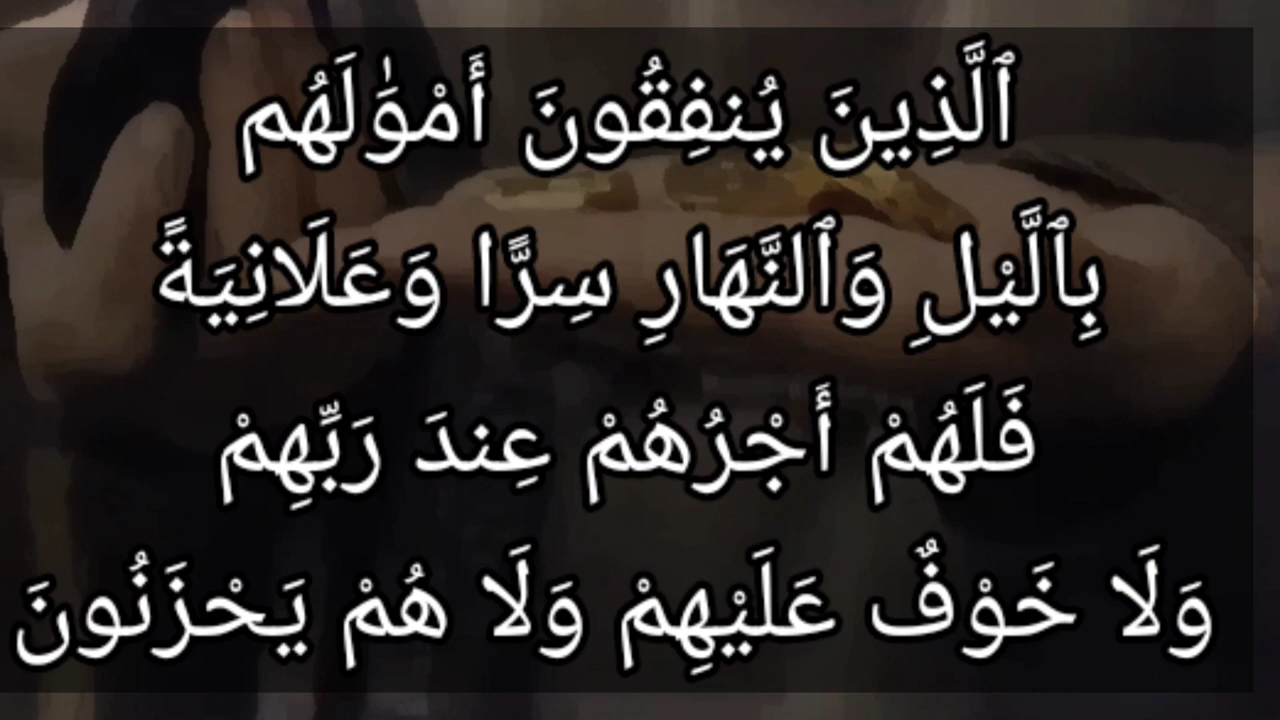 ٱلَّذِينَ يُنفِقُونَ أَمْوَٰلَهُم
بِٱلَّيْلِ وَٱلنَّهَارِ سِرًّا وَعَلَانِيَةً
فَلَهُمْ أَجْرُهُمْ عِندَ رَبِّهِمْ
وَلَا خَوْفٌ عَلَيْهِمْ وَلَا هُمْ يَحْزَنُونَ